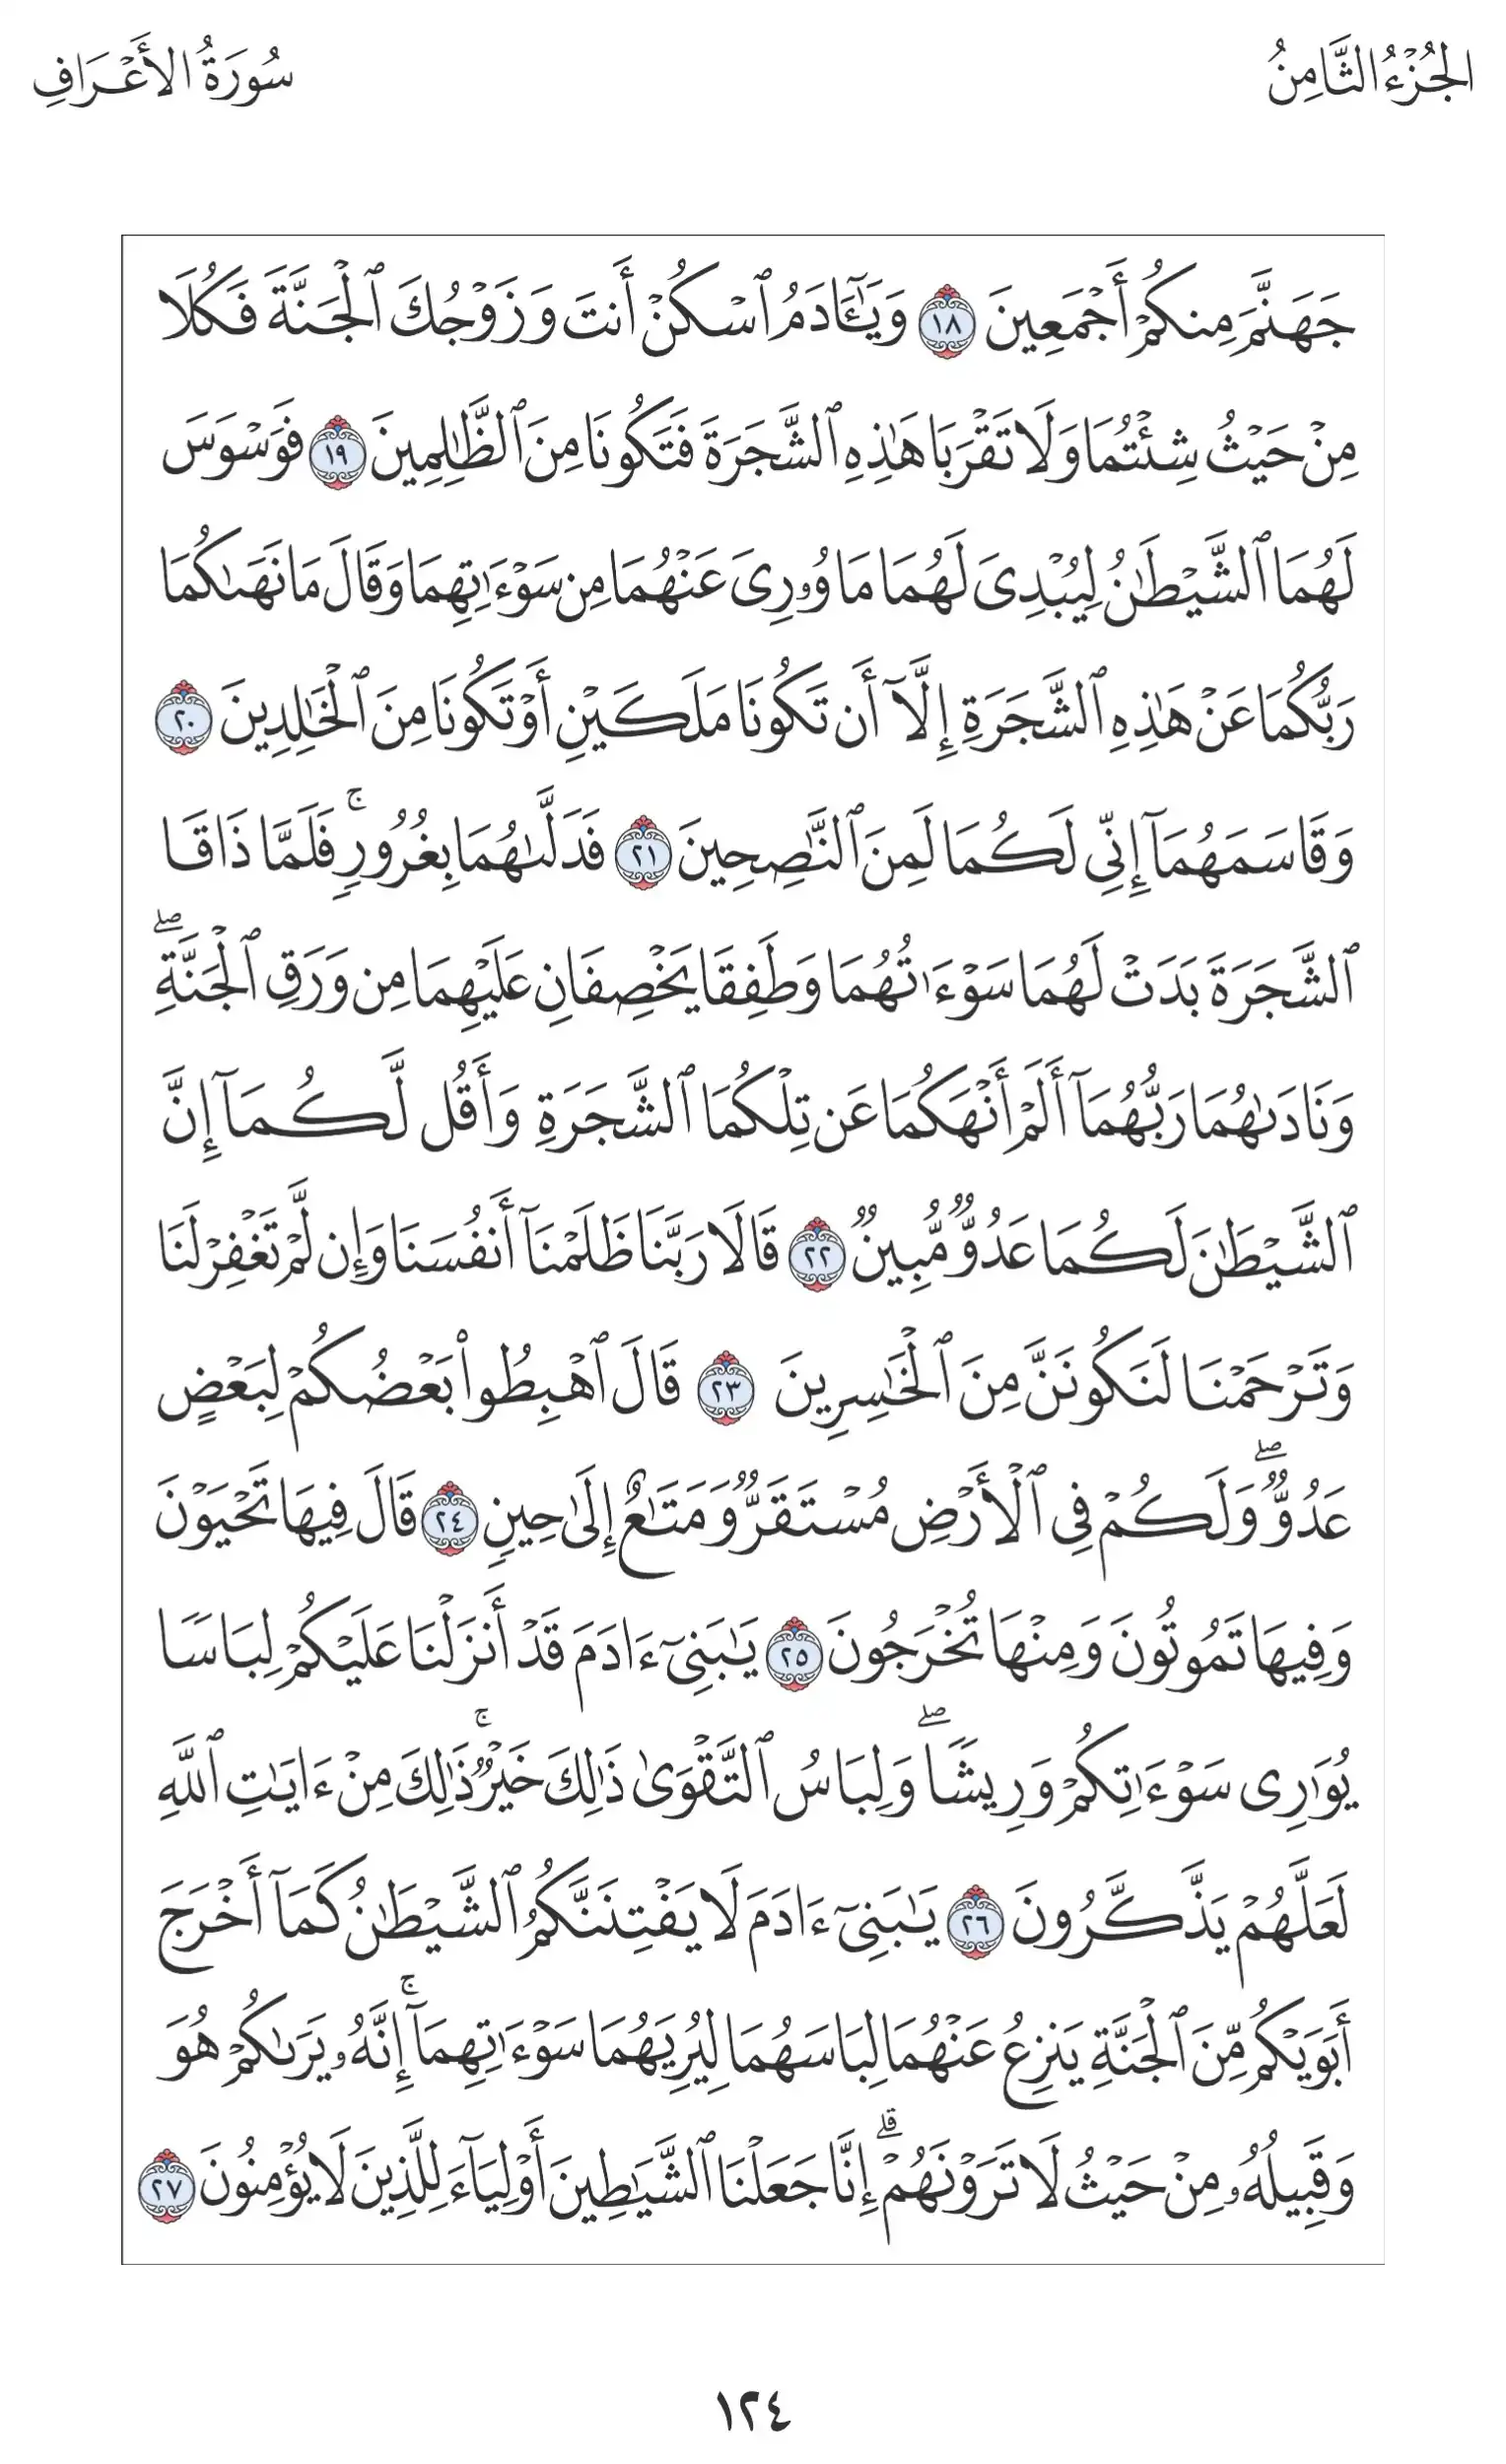 الجُزْءُ الثَّامِنُ
سُورَةُ الأَعْرَافِ
جَهَنَّمَ مِنكُمْ أَجْمَعِينَ ١٨ وَيَٰٓـَٔادَمُ ٱسْكُنْ أَنتَ وَزَوْجُكَ ٱلْجَنَّةَ فَكُلَا
مِنْ حَيْثُ شِئْتُمَا وَلَا تَقْرَبَا هَٰذِهِ ٱلشَّجَرَةَ فَتَكُونَا مِنَ ٱلظَّٰلِمِينَ ١٩ فَوَسْوَسَ
لَهُمَا ٱلشَّيْطَٰنُ لِيُبْدِىَ لَهُمَا مَا وُۥرِىَ عَنْهُمَا مِن سَوْءَٰتِهِمَا وَقَالَ مَا نَهَىٰكُمَا
رَبُّكُمَا عَنْ هَٰذِهِ ٱلشَّجَرَةِ إِلَّآ أَن تَكُونَا مَلَكَيْنِ أَوْ تَكُونَا مِنَ ٱلْخَٰلِدِينَ ٢٠
وَقَاسَمَهُمَآ إِنِّى لَكُمَا لَمِنَ ٱلنَّٰصِحِينَ ٢١ فَدَلَّىٰهُمَا بِغُرُورٍۚ فَلَمَّا ذَاقَا
ٱلشَّجَرَةَ بَدَتْ لَهُمَا سَوْءَٰتُهُمَا وَطَفِقَا يَخْصِفَانِ عَلَيْهِمَا مِن وَرَقِ ٱلْجَنَّةِۖ
وَنَادَىٰهُمَا رَبُّهُمَآ أَلَمْ أَنْهَكُمَا عَن تِلْكُمَا ٱلشَّجَرَةِ وَأَقُل لَّكُمَآ إِنَّ
ٱلشَّيْطَٰنَ لَكُمَا عَدُوٌّ مُّبِينٌ ٢٢ قَالَا رَبَّنَا ظَلَمْنَآ أَنفُسَنَا وَإِن لَّمْ تَغْفِرْ لَنَا
وَتَرْحَمْنَا لَنَكُونَنَّ مِنَ ٱلْخَٰسِرِينَ ٢٣ قَالَ ٱهْبِطُوا۟ بَعْضُكُمْ لِبَعْضٍ
عَدُوٌّۖ وَلَكُمْ فِى ٱلْأَرْضِ مُسْتَقَرٌّ وَمَتَٰعٌ إِلَىٰ حِينٍ ٢٤ قَالَ فِيهَا تَحْيَوْنَ
وَفِيهَا تَمُوتُونَ وَمِنْهَا تُخْرَجُونَ ٢٥ يَٰبَنِىٓ ءَادَمَ قَدْ أَنزَلْنَا عَلَيْكُمْ لِبَاسًا
يُوَٰرِى سَوْءَٰتِكُمْ وَرِيشًاۖ وَلِبَاسُ ٱلتَّقْوَىٰ ذَٰلِكَ خَيْرٌۚ ذَٰلِكَ مِنْ ءَايَٰتِ ٱللَّهِ
لَعَلَّهُمْ يَذَّكَّرُونَ ٢٦ يَٰبَنِىٓ ءَادَمَ لَا يَفْتِنَنَّكُمُ ٱلشَّيْطَٰنُ كَمَآ أَخْرَجَ
أَبَوَيْكُم مِّنَ ٱلْجَنَّةِ يَنزِعُ عَنْهُمَا لِبَاسَهُمَا لِيُرِيَهُمَا سَوْءَٰتِهِمَآۚ إِنَّهُۥ يَرَىٰكُمْ هُوَ
وَقَبِيلُهُۥ مِنْ حَيْثُ لَا تَرَوْنَهُمْۗ إِنَّا جَعَلْنَا ٱلشَّيَٰطِينَ أَوْلِيَآءَ لِلَّذِينَ لَا يُؤْمِنُونَ ٢٧
١٢٤